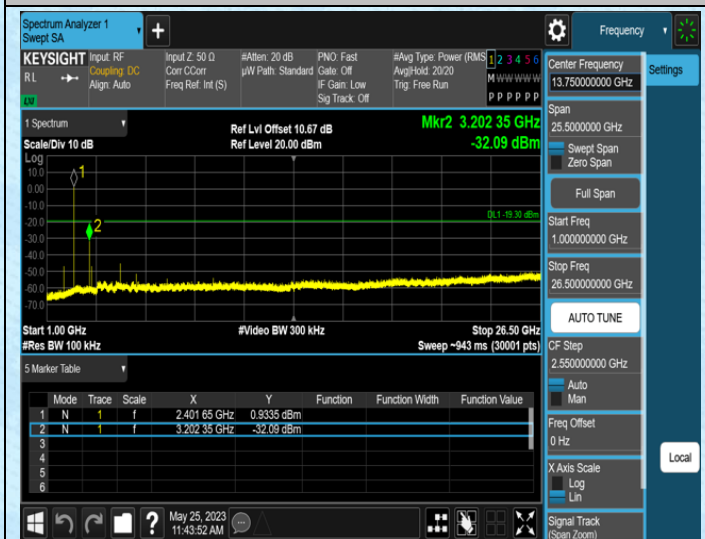 Spectrum Analyzer 1
Swept SA
KEYSIGHT
RL
LXI
Input: RF
Coupling: DC
Align: Auto
Input Z: 50 Ω
Corr CCorr
Freq Ref: Int (S)
#Atten: 20 dB
µW Path: Standard
PNO: Fast
Gate: Off
IF Gain: Low
Sig Track: Off
#Avg Type: Power (RMS
Avg|Hold: 20/20
Trig: Free Run
1 2 3 4 5 6
M W W W W W
P P P P P P
1 Spectrum
Scale/Div 10 dB
Ref Lvl Offset 10.67 dB
Ref Level 20.00 dBm
Mkr2 3.202 35 GHz
-32.09 dBm
Log
10.0
0.00
-10.0
-20.0
-30.0
-40.0
-50.0
-60.0
-70.0
1
2
DL1 -19.30 dBm
Start 1.00 GHz
#Res BW 100 kHz
#Video BW 300 kHz
Stop 26.50 GHz
Sweep ~943 ms (30001 pts)
5 Marker Table
Mode Trace Scale X Y Function Function Width Function Value
1 N 1 f 2.401 65 GHz 0.9335 dBm
2 N 1 f 3.202 35 GHz -32.09 dBm
3
4
5
6
May 25, 2023
11:43:52 AM
Frequency
Settings
Center Frequency
13.750000000 GHz
Span
25.5000000 GHz
Swept Span
Zero Span
Full Span
Start Freq
1.000000000 GHz
Stop Freq
26.500000000 GHz
AUTO TUNE
CF Step
2.550000000 GHz
Auto
Man
Freq Offset
0 Hz
X Axis Scale
Log
Lin
Signal Track
(Span Zoom)
Local